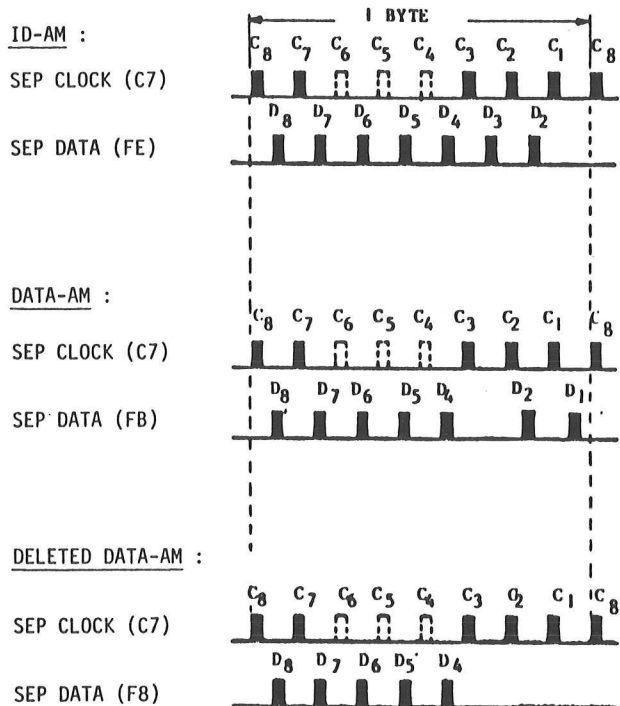 1 BYTE
ID-AM :
C8 C7 C6 C5 C4 C3 C2 C1 C8
SEP CLOCK (C7)
D8 D7 D6 D5 D4 D3 D2
SEP DATA (FE)
DATA-AM :
C8 C7 C6 C5 C4 C3 C2 C1 C8
SEP CLOCK (C7)
D8 D7 D6 D5 D4 D2 D1
SEP DATA (FB)
DELETED DATA-AM :
C8 C7 C6 C5 C4 C3 C2 C1 C8
SEP CLOCK (C7)
D8 D7 D6 D5 D4
SEP DATA (F8)